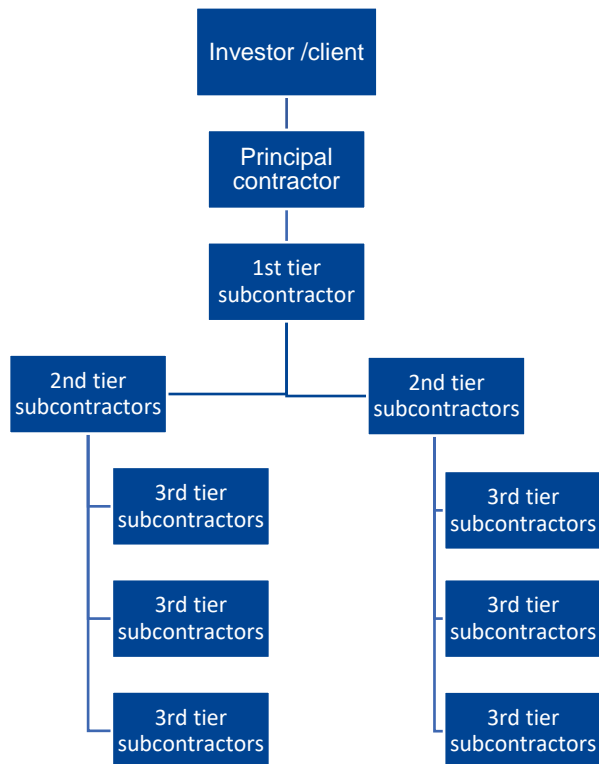 Investor /client
Principal
contractor
1st tier
subcontractor
2nd tier
subcontractors
2nd tier
subcontractors
3rd tier
subcontractors
3rd tier
subcontractors
3rd tier
subcontractors
3rd tier
subcontractors
3rd tier
subcontractors
3rd tier
subcontractors